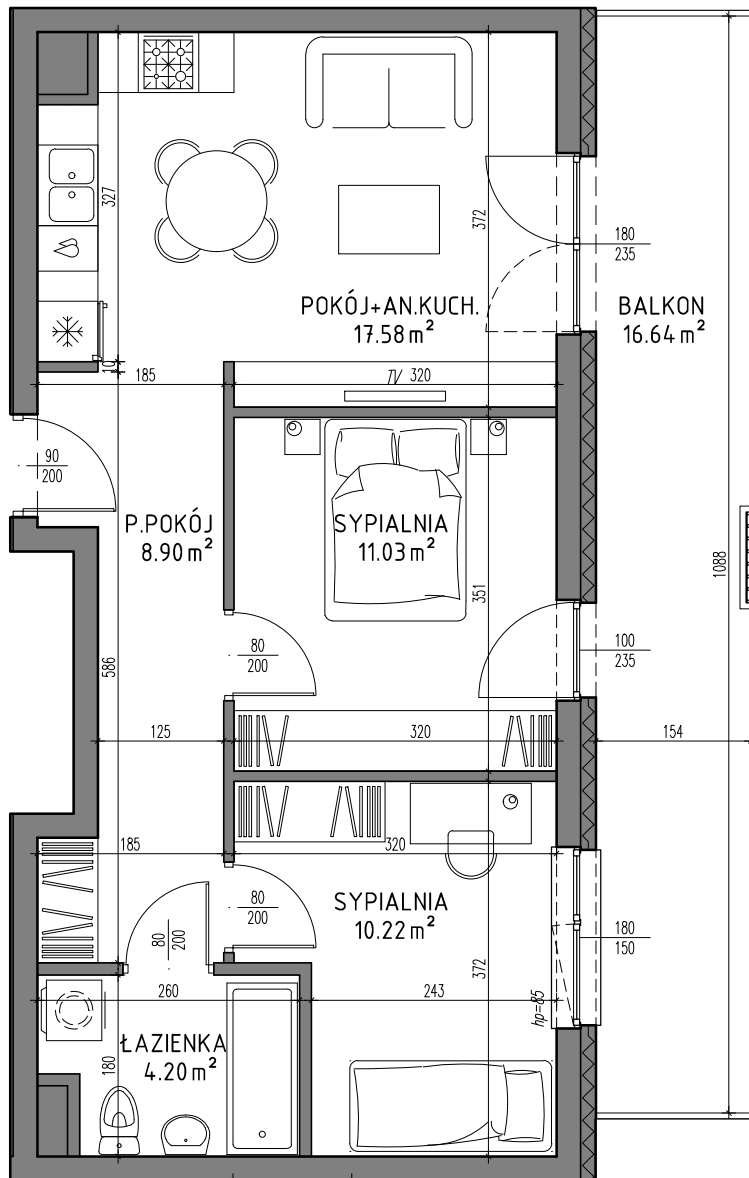 327
372
180
235
POKÓJ+AN.KUCH.
17.58 m²
BALKON
16.64 m²
10
185
TV
320
90
200
P.POKÓJ
8.90 m²
SYPIALNIA
11.03 m²
351
1088
586
80
200
100
235
125
320
154
185
320
80
200
80
200
SYPIALNIA
10.22 m²
180
150
372
260
243
hp=85
ŁAZIENKA
4.20 m²
180